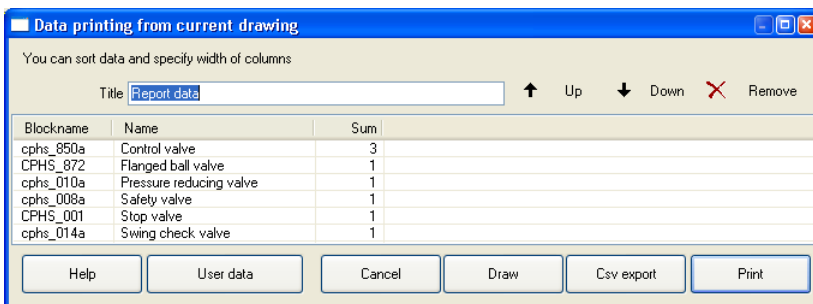 Data printing from current drawing
You can sort data and specify width of columns
Title Report data Up Down Remove
Blockname Name Sum
cphs_850a Control valve 3
CPHS_872 Flanged ball valve 1
cphs_010a Pressure reducing valve 1
cphs_008a Safety valve 1
CPHS_001 Stop valve 1
cphs_014a Swing check valve 1
Help User data Cancel Draw Csv export Print